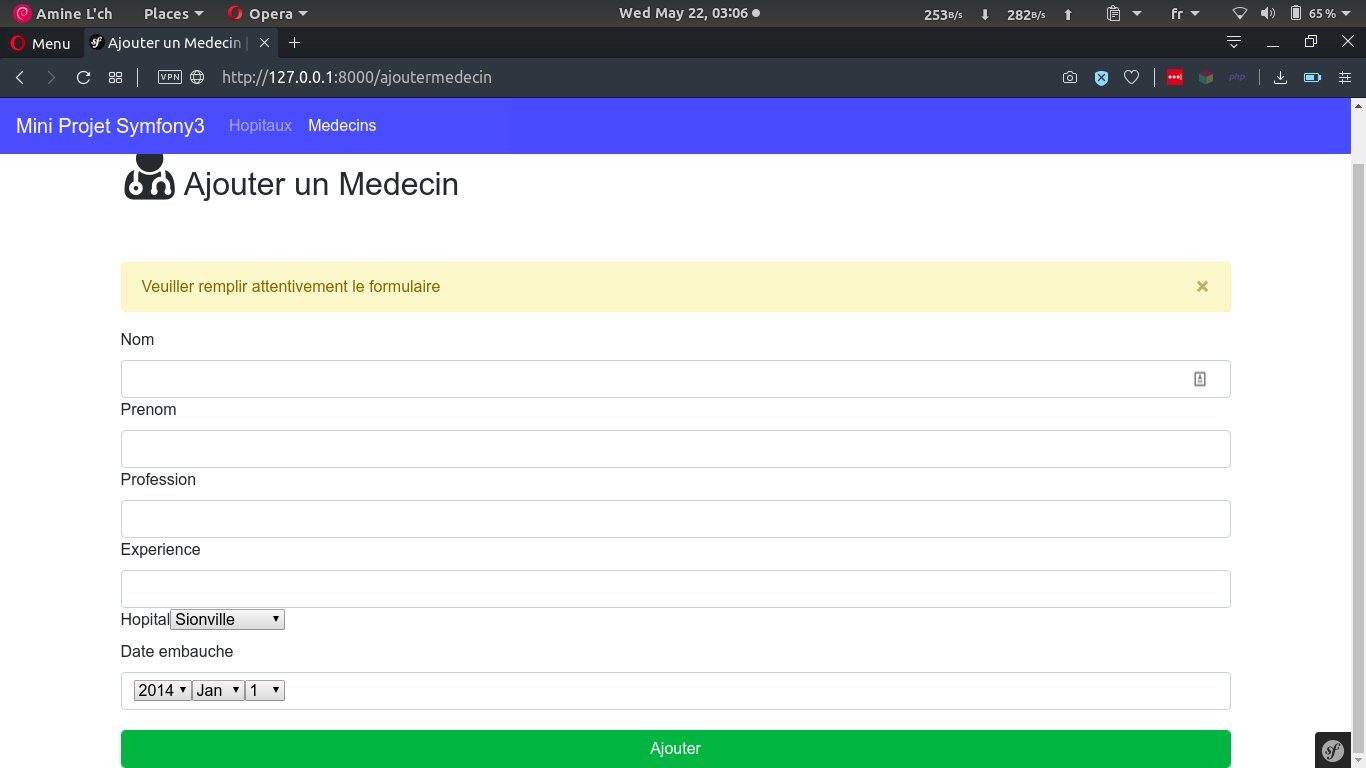 Amine L'ch Places Opera Wed May 22, 03:06 253B/s 282B/s fr 65 %
Menu Ajouter un Medecin |
VPN http://127.0.0.1:8000/ajoutermedecin php
Mini Projet Symfony3 Hopitaux Medecins
Ajouter un Medecin
Veuiller remplir attentivement le formulaire ×
Nom
Prenom
Profession
Experience
Hopital Sionville
Date embauche
2014 Jan 1
Ajouter
sf